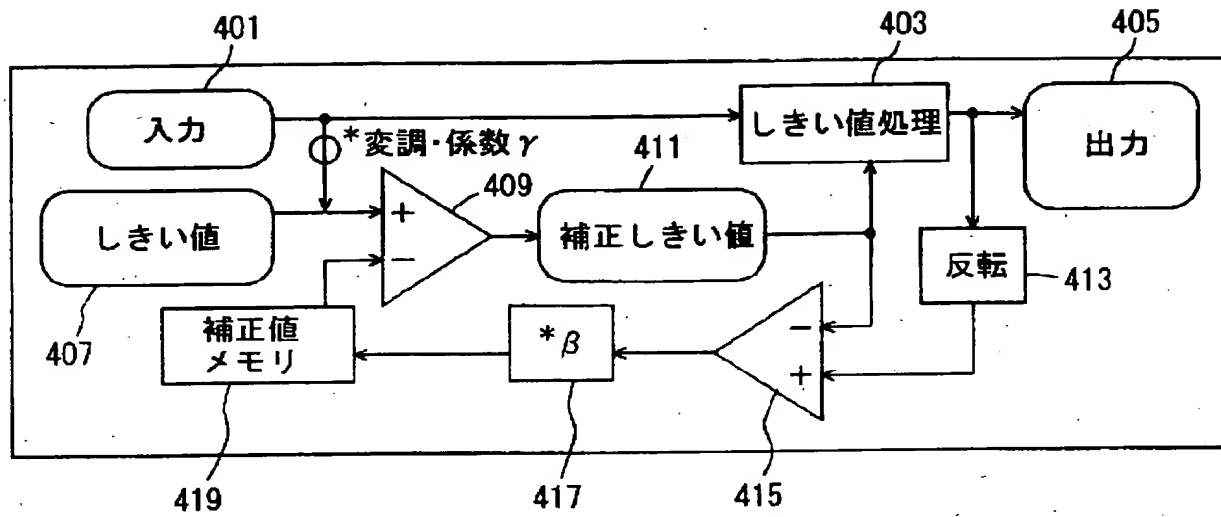 401
403
405
入力
しきい値処理
出力
*変調・係数γ
411
409
しきい値
+
−
補正しきい値
反転
413
407
補正値
メモリ
*β
−
+
419
417
415